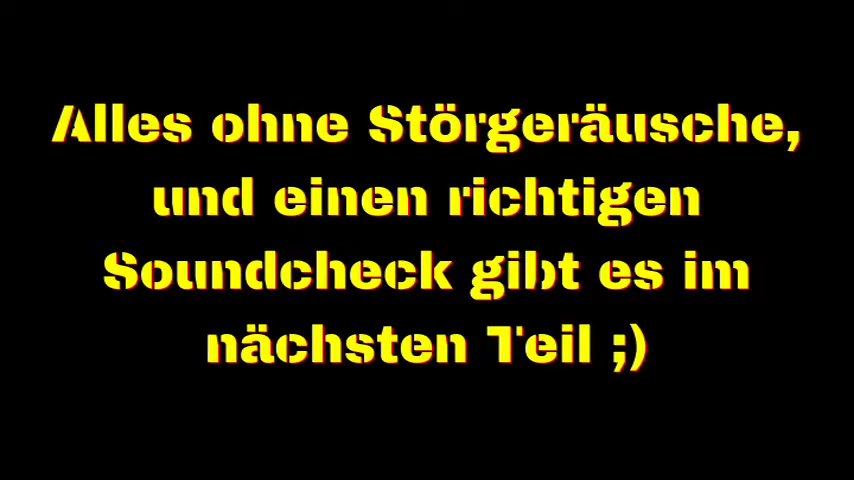 Alles ohne Störgeräusche,
und einen richtigen
Soundcheck gibt es im
nächsten Teil ;)